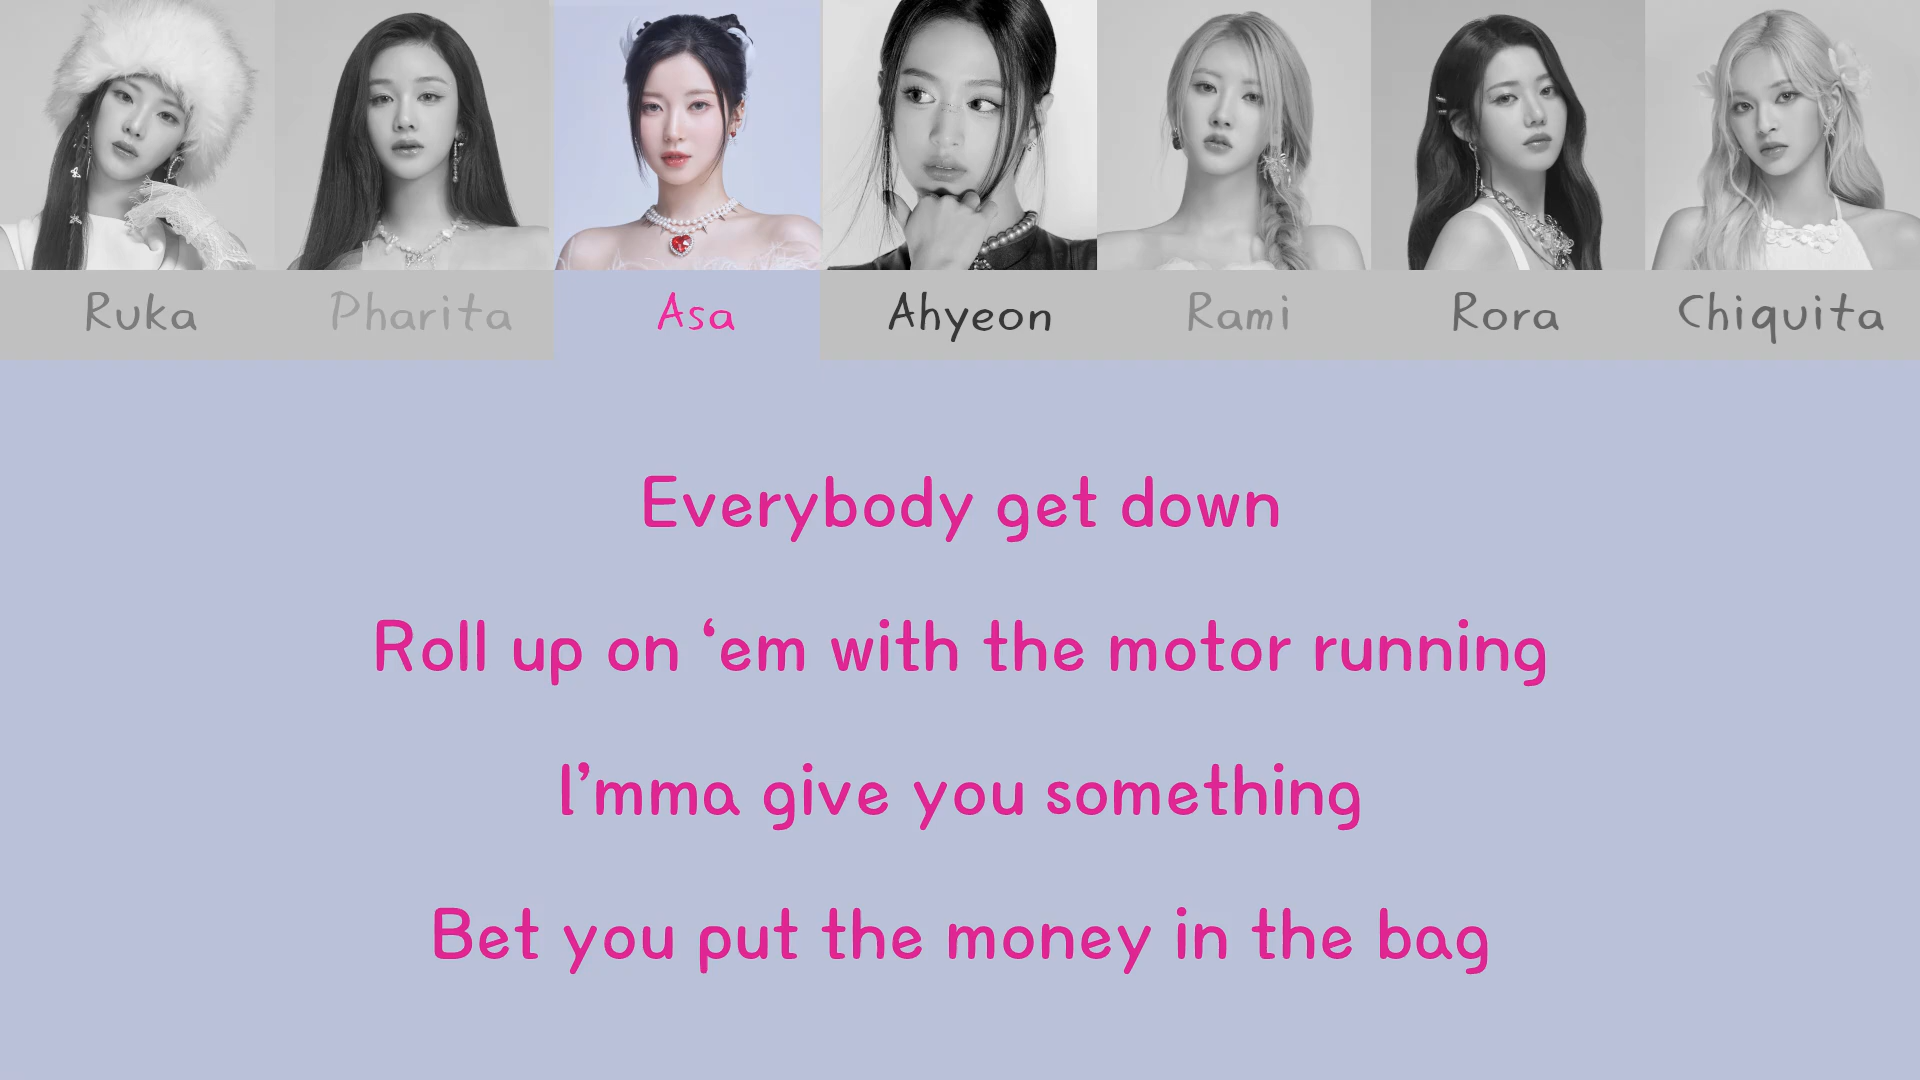 Ruka Pharita Asa Ahyeon Rami Rora Chiquita
Everybody get down
Roll up on ‘em with the motor running
I’mma give you something
Bet you put the money in the bag